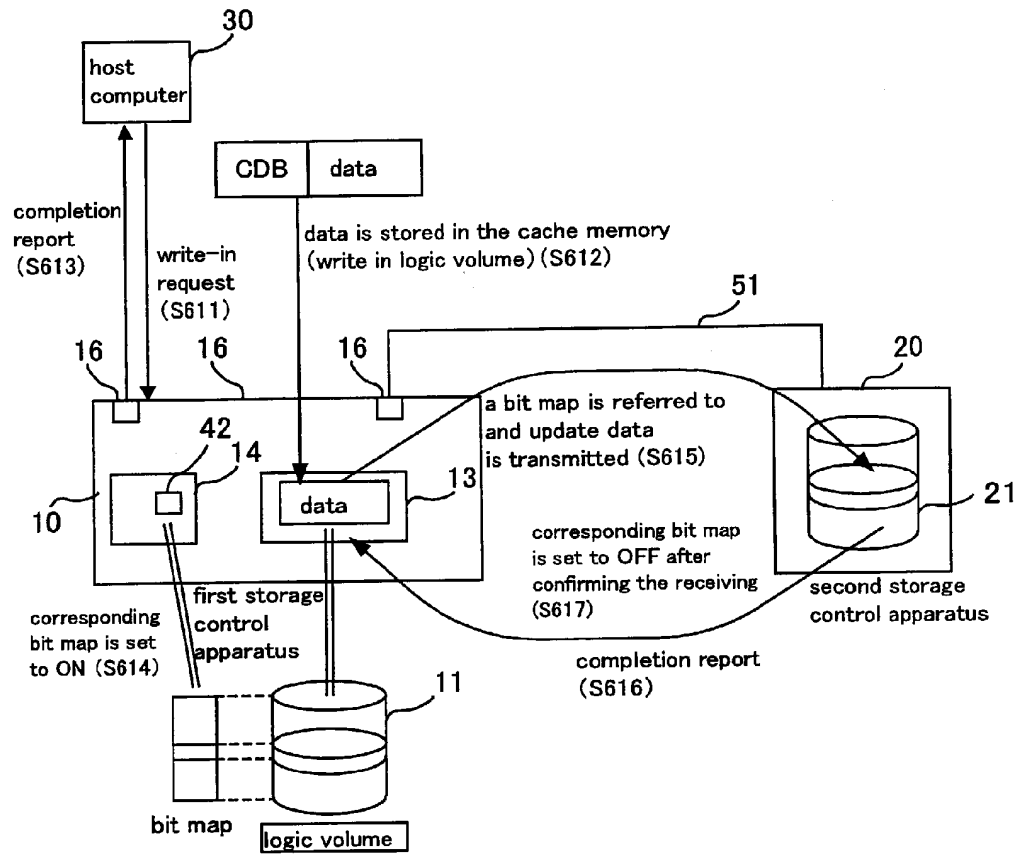 30
host
computer
CDB data
completion
report
(S613)
write-in
request
(S611)
data is stored in the cache memory
(write in logic volume) (S612)
51
16
16
16
20
a bit map is referred to
and update data
is transmitted (S615)
42
14
13
10
data
21
corresponding bit map
is set to OFF after
confirming the receiving
(S617)
second storage
control apparatus
first storage
control
apparatus
corresponding
bit map is set
to ON (S614)
completion report
(S616)
11
bit map
logic volume